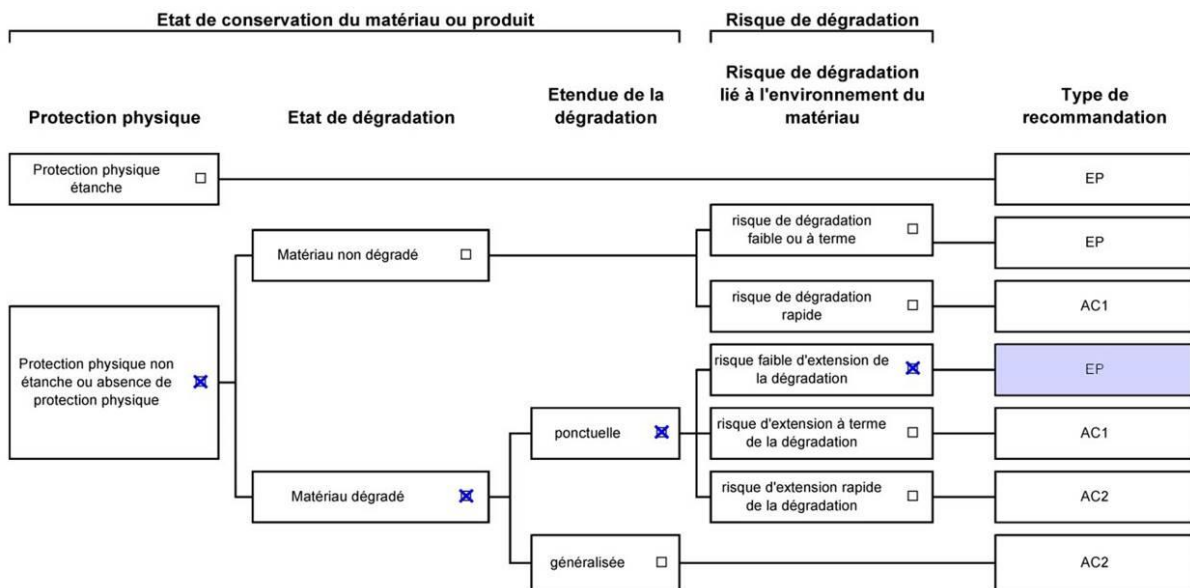 Etat de conservation du matériau ou produit
Risque de dégradation
Protection physique
Etat de dégradation
Etendue de la
dégradation
Risque de dégradation
lié à l'environnement du
matériau
Type de
recommandation
Protection physique
étanche
EP
risque de dégradation
faible ou à terme
EP
Matériau non dégradé
risque de dégradation
rapide
AC1
Protection physique non
étanche ou absence de
protection physique
risque faible d'extension de
la dégradation
EP
ponctuelle
risque d'extension à terme
de la dégradation
AC1
Matériau dégradé
risque d'extension rapide
de la dégradation
AC2
généralisée
AC2